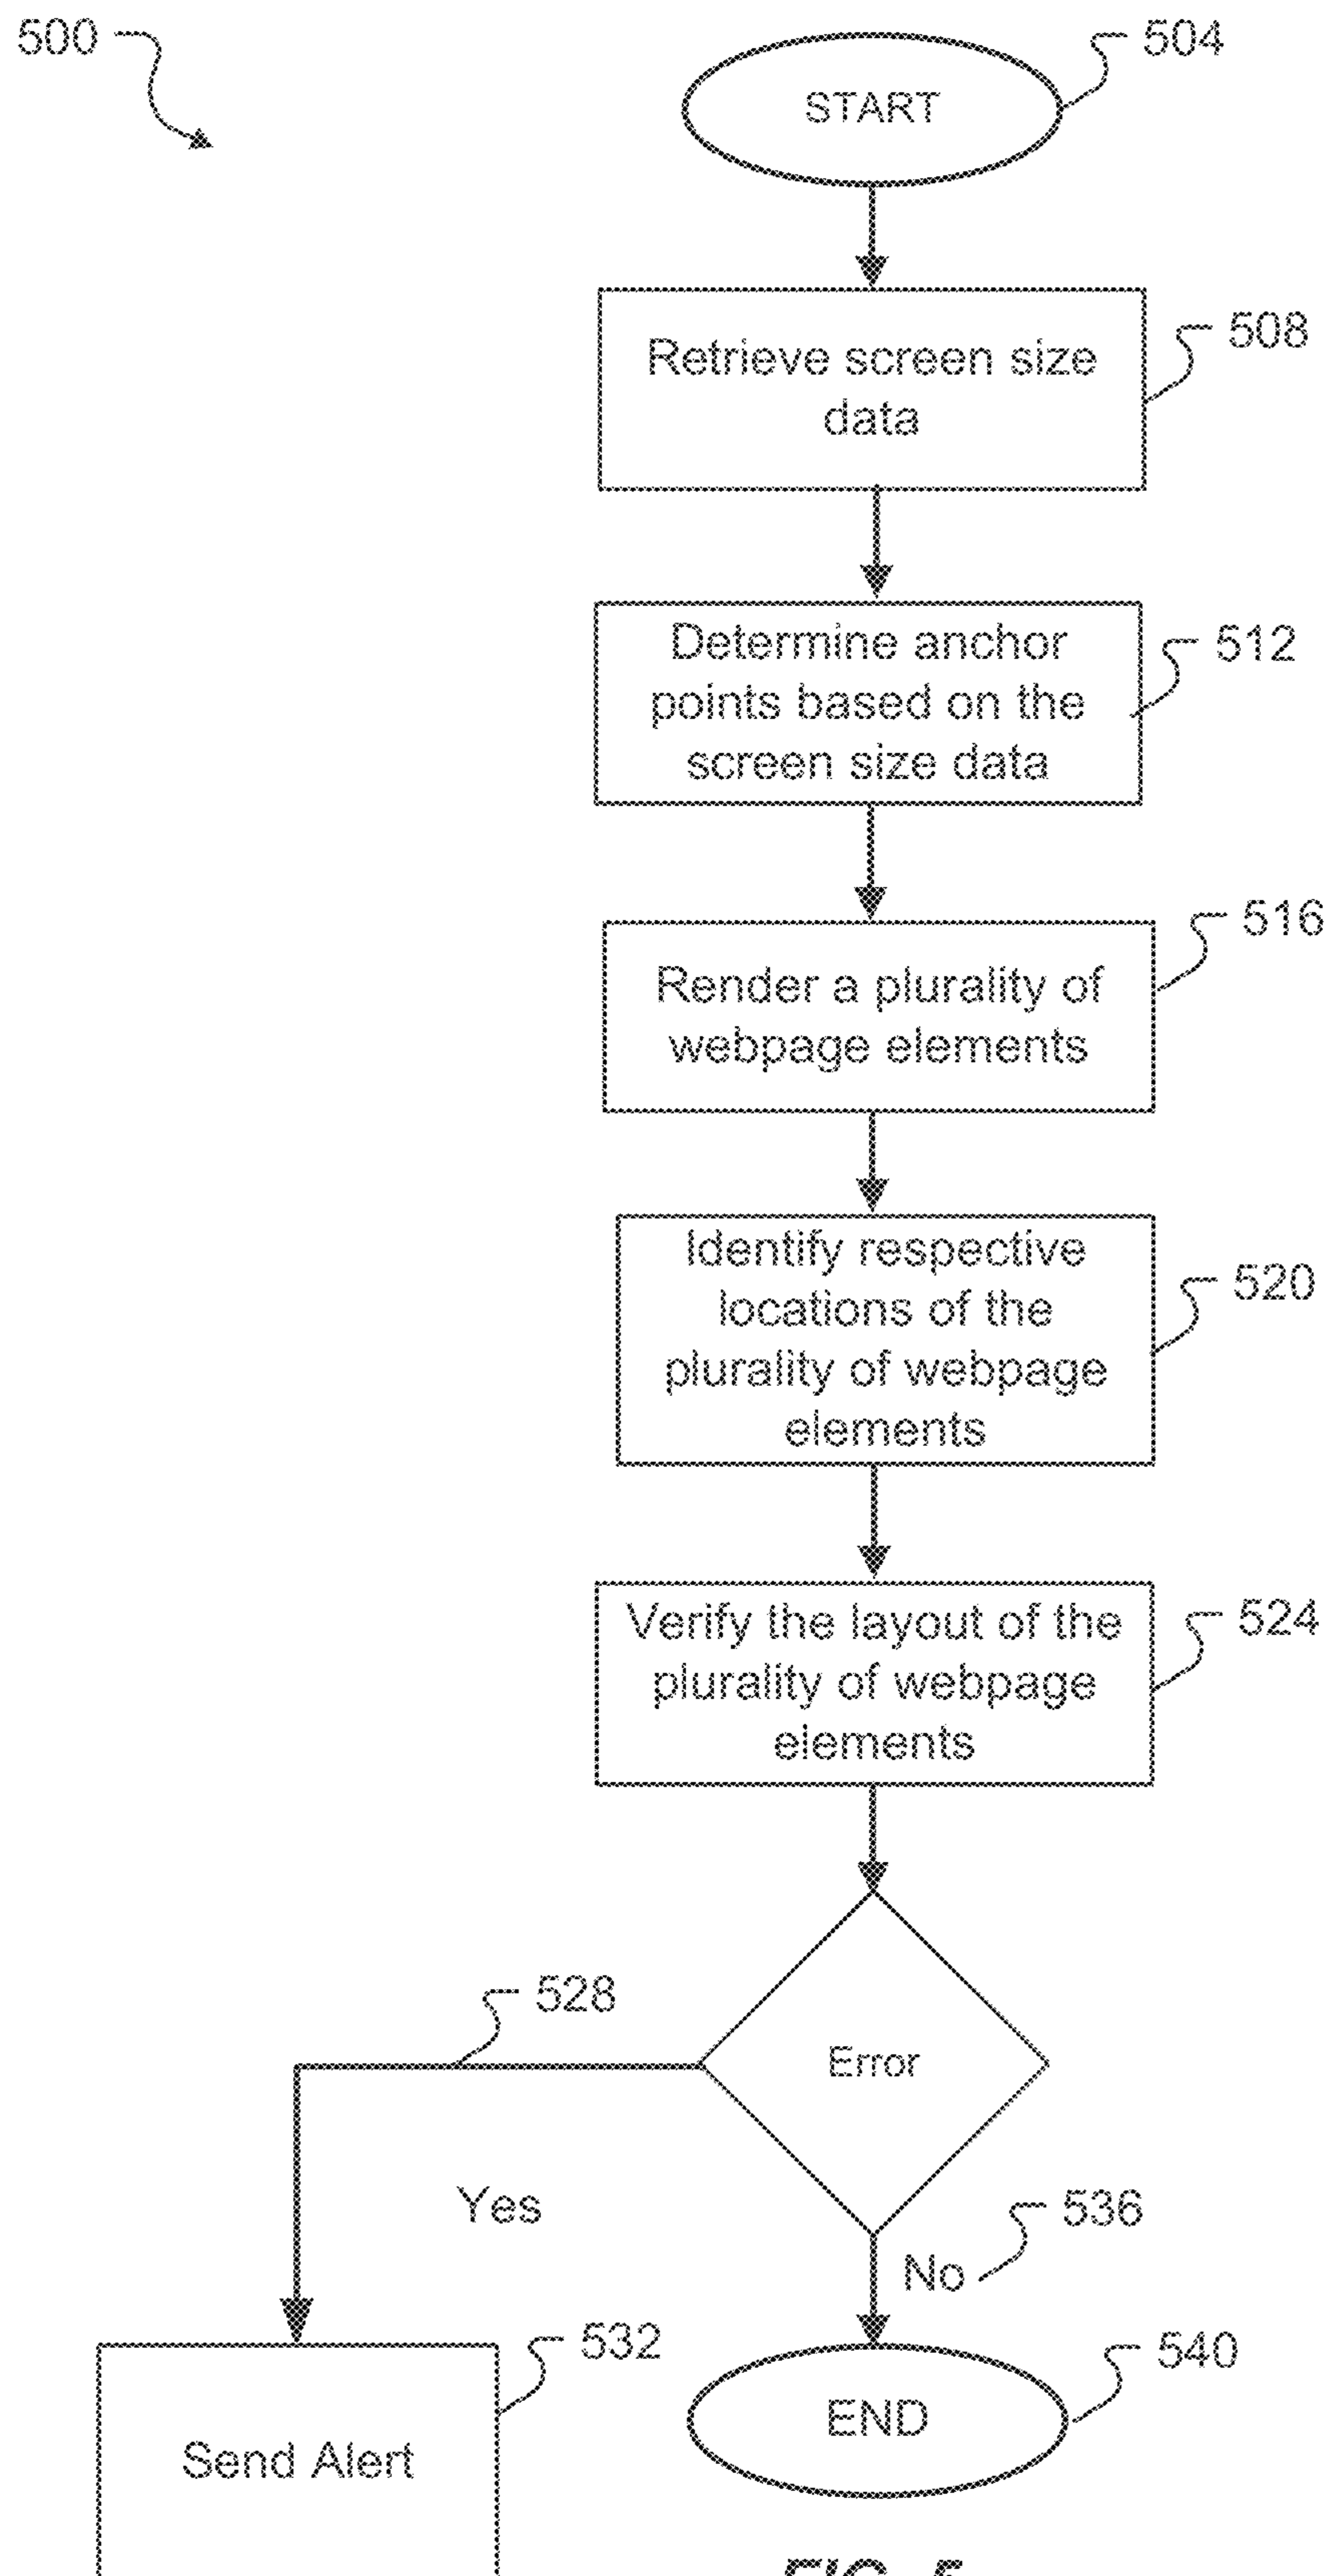 500
504
START
508
Retrieve screen size
data
512
Determine anchor
points based on the
screen size data
516
Render a plurality of
webpage elements
520
Identify respective
locations of the
plurality of webpage
elements
524
Verify the layout of the
plurality of webpage
elements
528
Error
Yes
536
No
532
540
END
Send Alert
FIG. 5